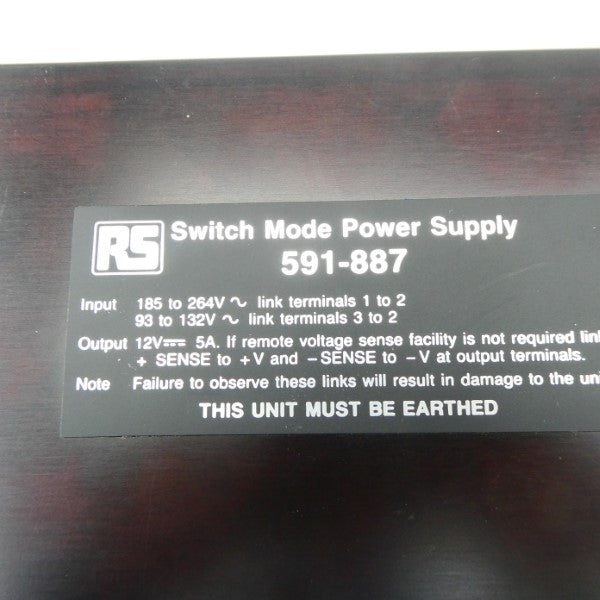 RS Switch Mode Power Supply
591-887
Input 185 to 264V ∿ link terminals 1 to 2
93 to 132V ∿ link terminals 3 to 2
Output 12V⎓ 5A. If remote voltage sense facility is not required link
+ SENSE to +V and −SENSE to −V at output terminals.
Note Failure to observe these links will result in damage to the uni
THIS UNIT MUST BE EARTHED